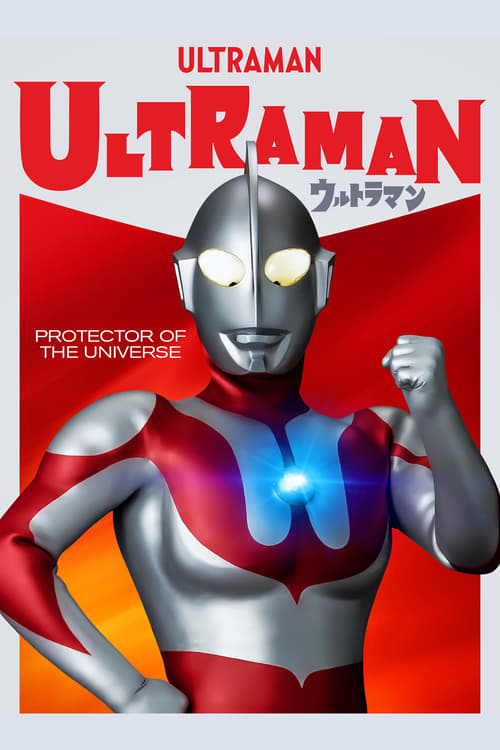 ULTRAMAN
ULTRAMAN
ウルトラマン
PROTECTOR OF
THE UNIVERSE